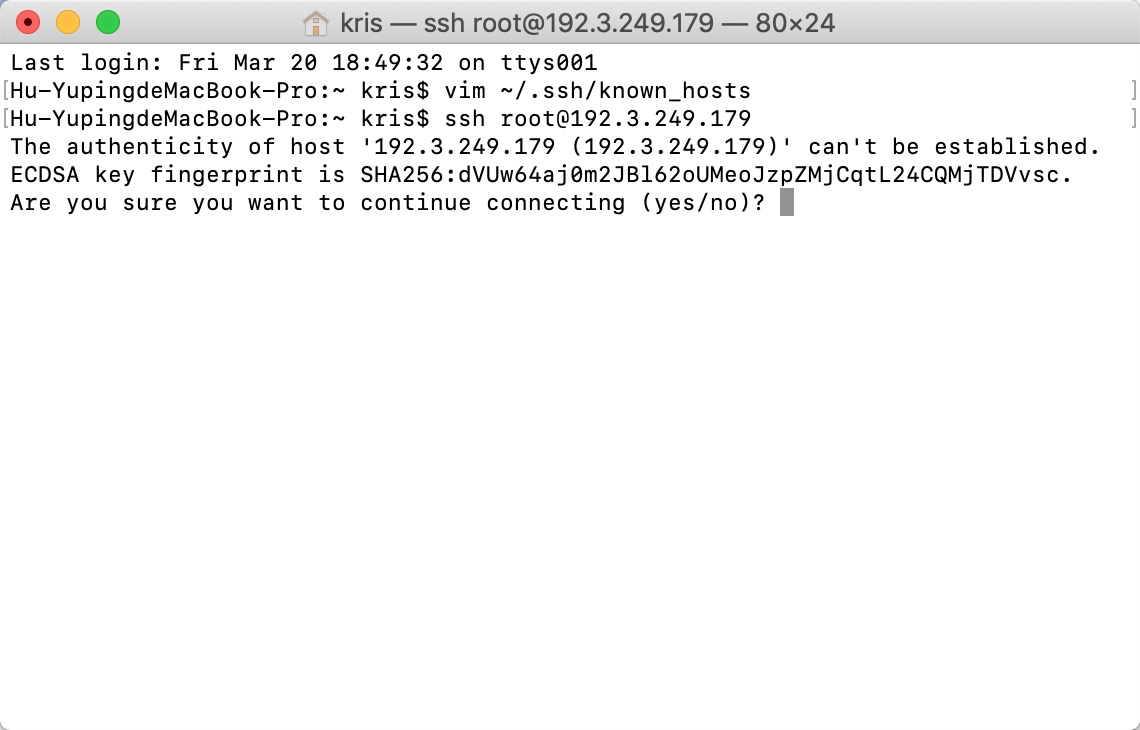 kris — ssh root@192.3.249.179 — 80×24
Last login: Fri Mar 20 18:49:32 on ttys001
[Hu-YupingdeMacBook-Pro:~ kris$ vim ~/.ssh/known_hosts ]
[Hu-YupingdeMacBook-Pro:~ kris$ ssh root@192.3.249.179 ]
The authenticity of host '192.3.249.179 (192.3.249.179)' can't be established.
ECDSA key fingerprint is SHA256:dVUw64aj0m2JBl62oUMeoJzpZMjCqtL24CQMjTDVvsc.
Are you sure you want to continue connecting (yes/no)?